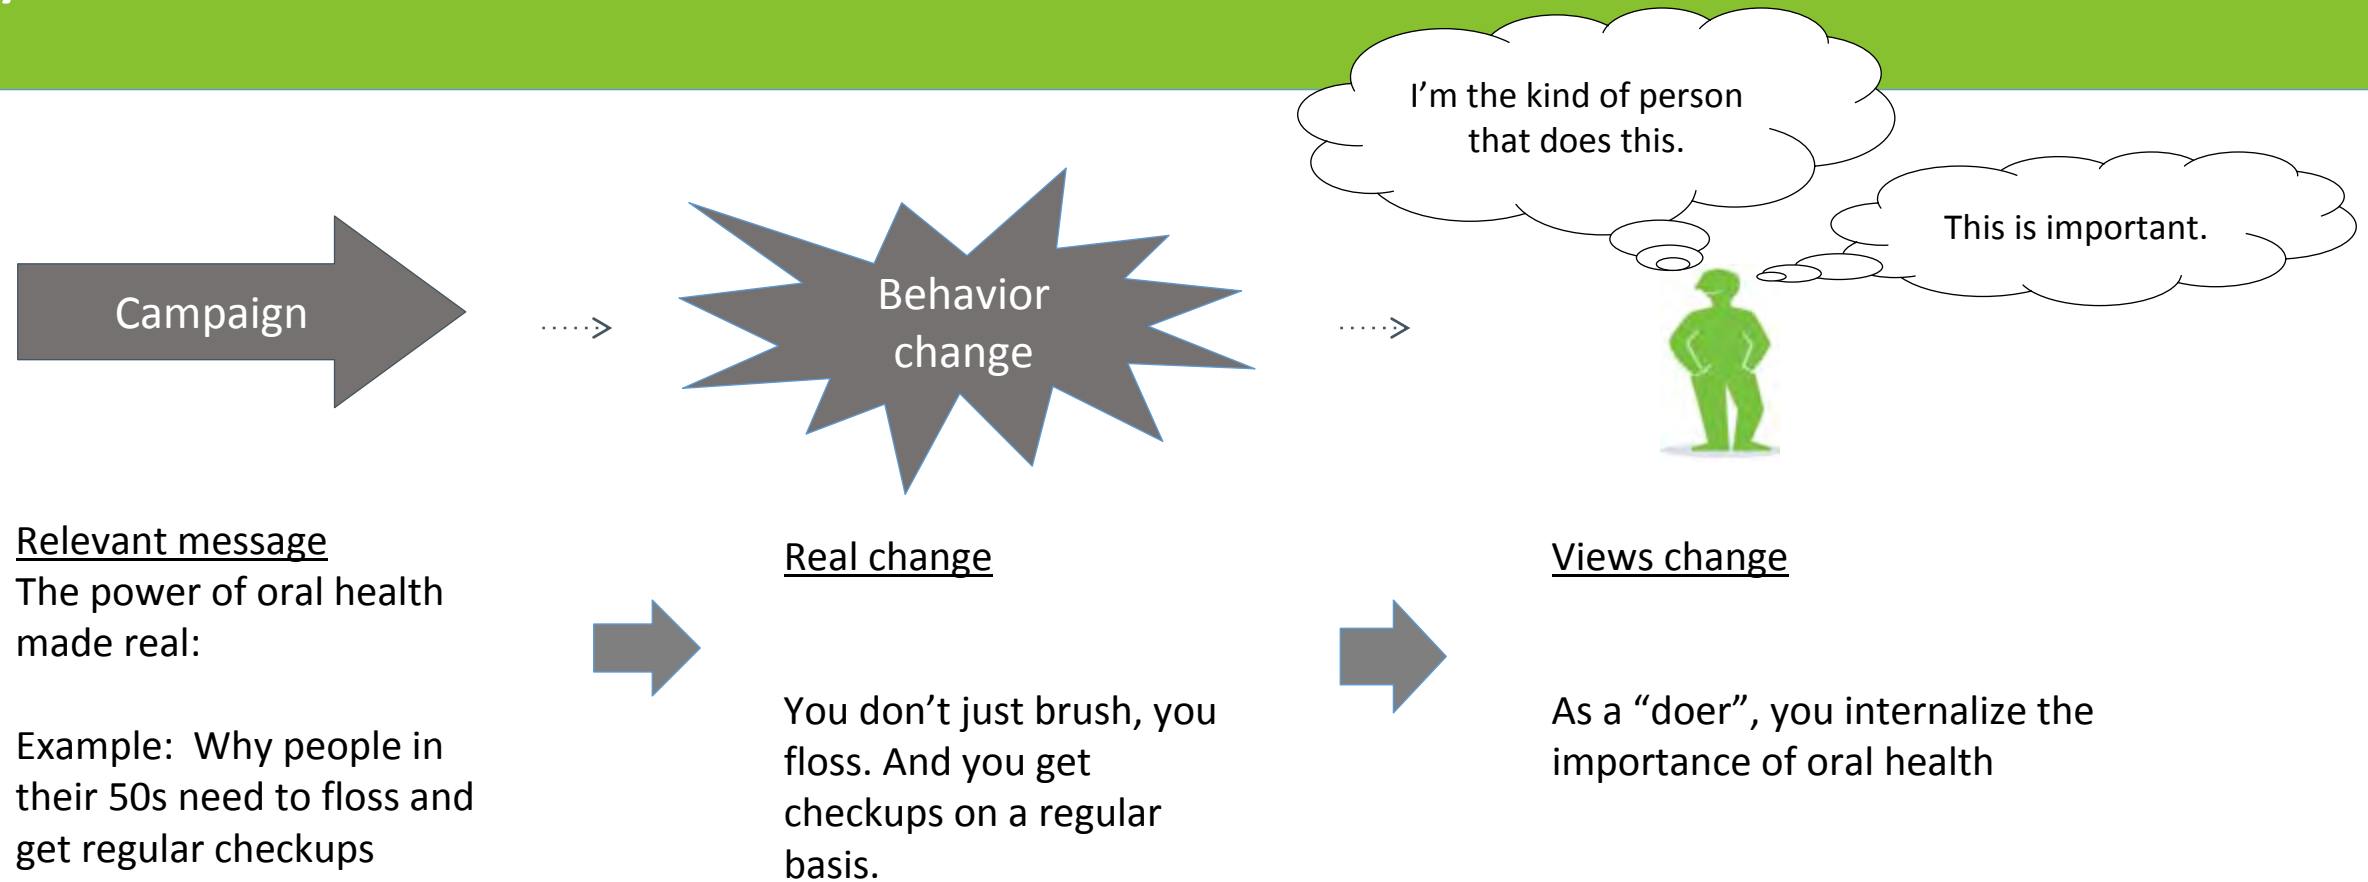 I’m the kind of person
that does this.
This is important.
Campaign
Behavior
change
Relevant message
The power of oral health
made real:
Example:  Why people in
their 50s need to floss and
get regular checkups
Real change
You don’t just brush, you
floss. And you get
checkups on a regular
basis.
Views change
As a “doer”, you internalize the
importance of oral health